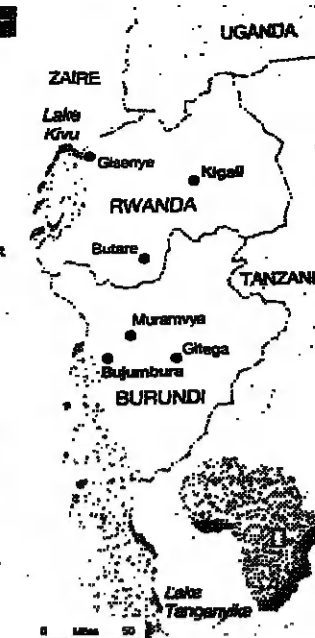 UGANDA
ZAIRE
Lake
Kivu
Gisenye
Kigali
RWANDA
Butare
TANZANI
Muramvya
Gitega
Bujumbura
BURUNDI
Lake
Tanganyika
0 Miles 50